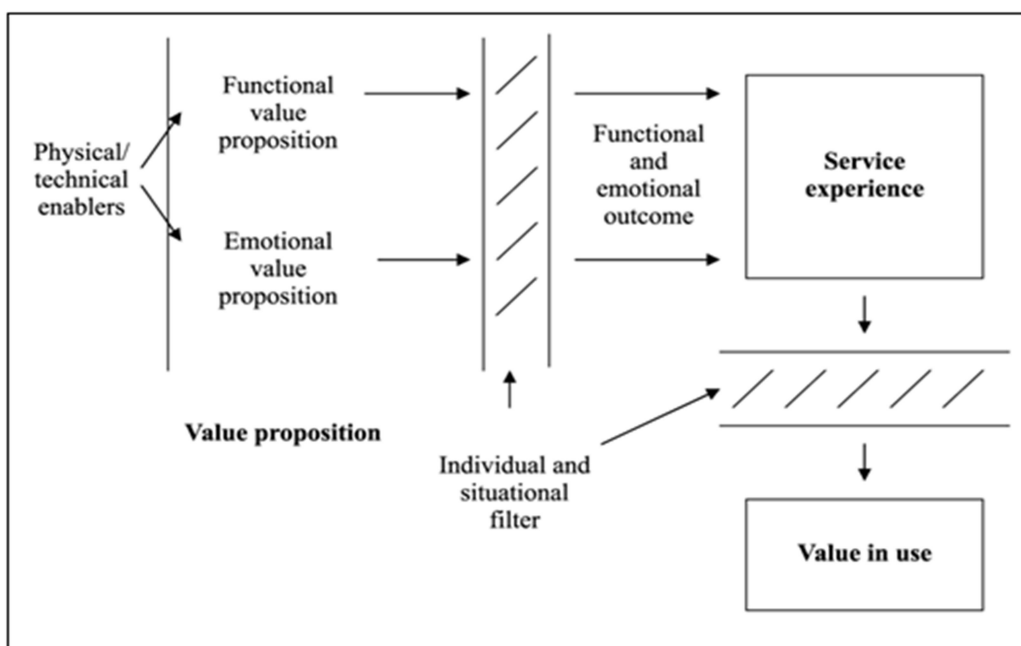 Physical/
technical
enablers
Functional
value
proposition
Emotional
value
proposition
Value proposition
Individual and
situational
filter
Functional
and
emotional
outcome
Service
experience
Value in use